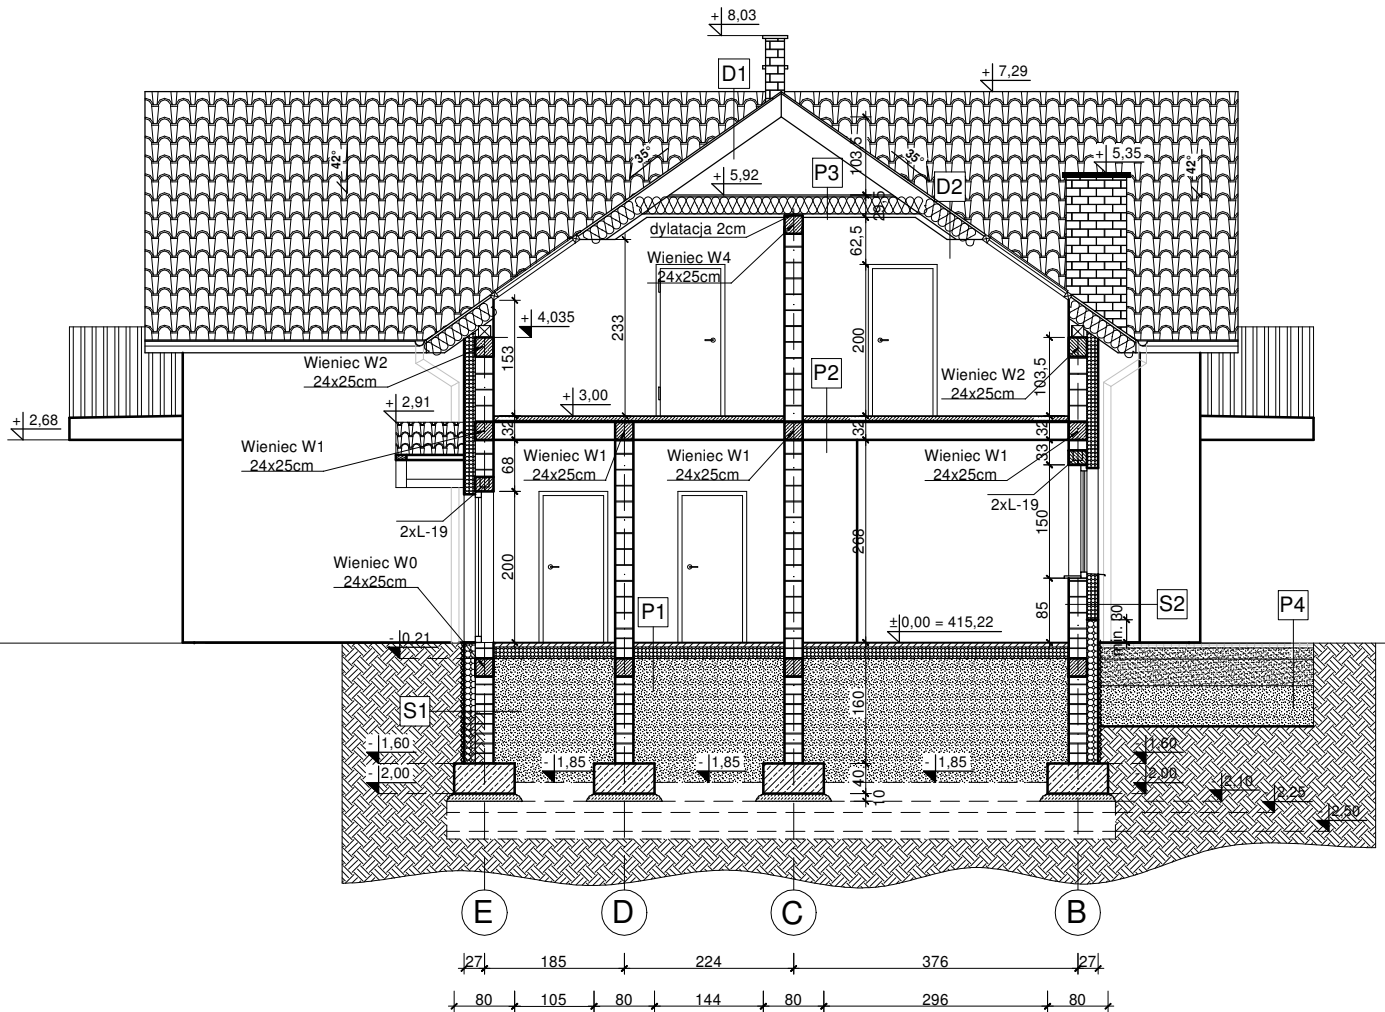 + 8,03
D1
+ 7,29
42°
35°
103,5
35°
+ 5,35
42°
+ 5,92
P3
D2
29,5
dylatacja 2cm
62,5
Wieniec W4
24x25cm
+ 4,035
233
200
153
Wieniec W2
24x25cm
P2
Wieniec W2
24x25cm
103,5
+ 3,00
+ 2,91
+ 2,68
32
32
32
Wieniec W1
24x25cm
68
Wieniec W1
24x25cm
Wieniec W1
24x25cm
Wieniec W1
24x25cm
33
2xL-19
2xL-19
150
268
200
Wieniec W0
24x25cm
P1
85
S2
min. 30
P4
±0,00 = 415,22
- 0,21
S1
160
- 1,60
- 2,00
- 1,85
- 1,85
- 1,85
40
10
1,60
2,00
- 2,10
2,25
2,50
E
D
C
B
27
185
224
376
27
80
105
80
144
80
296
80